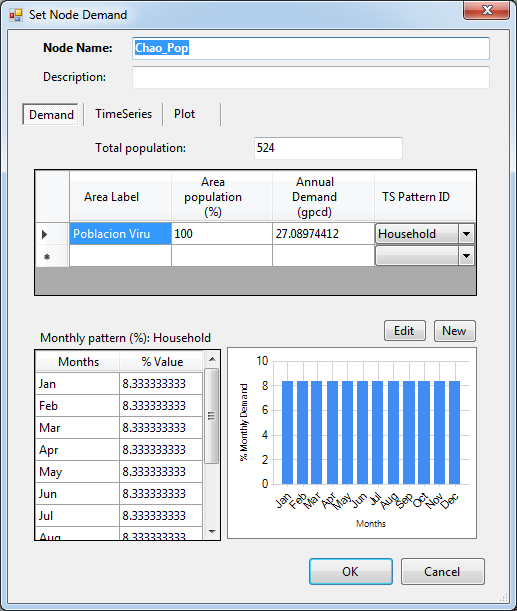 Set Node Demand
Node Name: Chao_Pop
Description:
Demand TimeSeries Plot
Total population: 524
Area Label Area population (%) Annual Demand (gpcd) TS Pattern ID
Poblacion Viru 100 27.08974412 Household
Edit New
Monthly pattern (%): Household
Months % Value
Jan 8.333333333
Feb 8.333333333
Mar 8.333333333
Apr 8.333333333
May 8.333333333
Jun 8.333333333
Jul 8.333333333
Aug 8.333333333
% Monthly Demand
10
8
6
4
2
0
Jan Feb Mar Apr May Jun Jul Aug Sep Oct Nov Dec
Months
OK Cancel